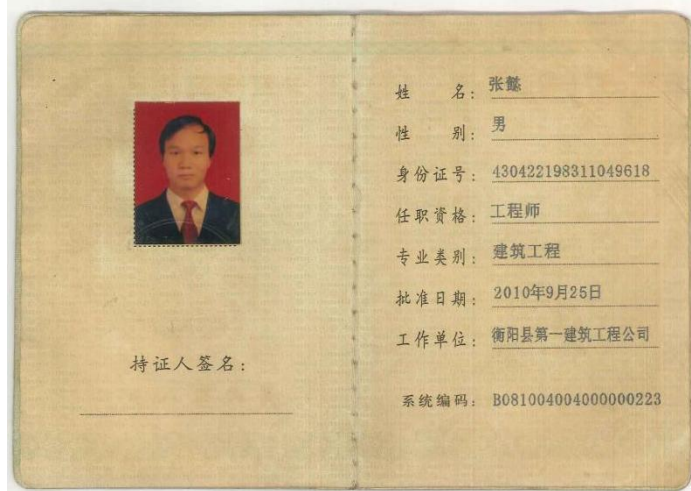 持证人签名:
姓 名: 张懿
性 别: 男
身份证号: 430422198311049618
任职资格: 工程师
专业类别: 建筑工程
批准日期: 2010年9月25日
工作单位: 衡阳县第一建筑工程公司
系统编码: B081004004000000223